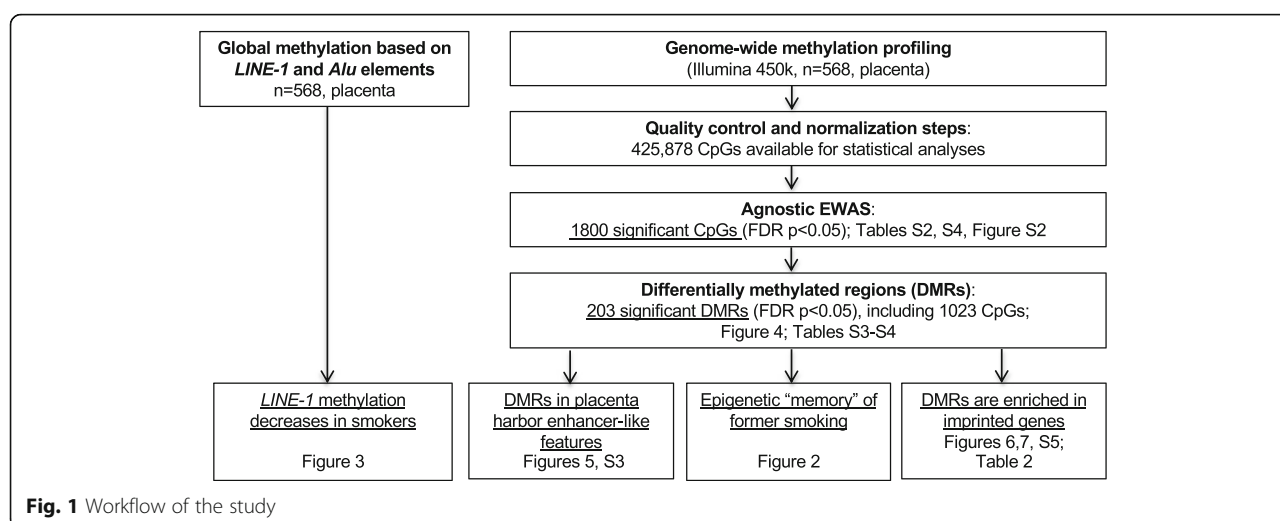 Global methylation based on
LINE-1 and Alu elements
n=568, placenta
Genome-wide methylation profiling
(Illumina 450k, n=568, placenta)
Quality control and normalization steps:
425,878 CpGs available for statistical analyses
Agnostic EWAS:
1800 significant CpGs (FDR p<0.05); Tables S2, S4, Figure S2
Differentially methylated regions (DMRs):
203 significant DMRs (FDR p<0.05), including 1023 CpGs;
Figure 4; Tables S3-S4
LINE-1 methylation
decreases in smokers
Figure 3
DMRs in placenta
harbor enhancer-like
features
Figures 5, S3
Epigenetic “memory” of
former smoking
Figure 2
DMRs are enriched in
imprinted genes
Figures 6,7, S5;
Table 2
Fig. 1 Workflow of the study